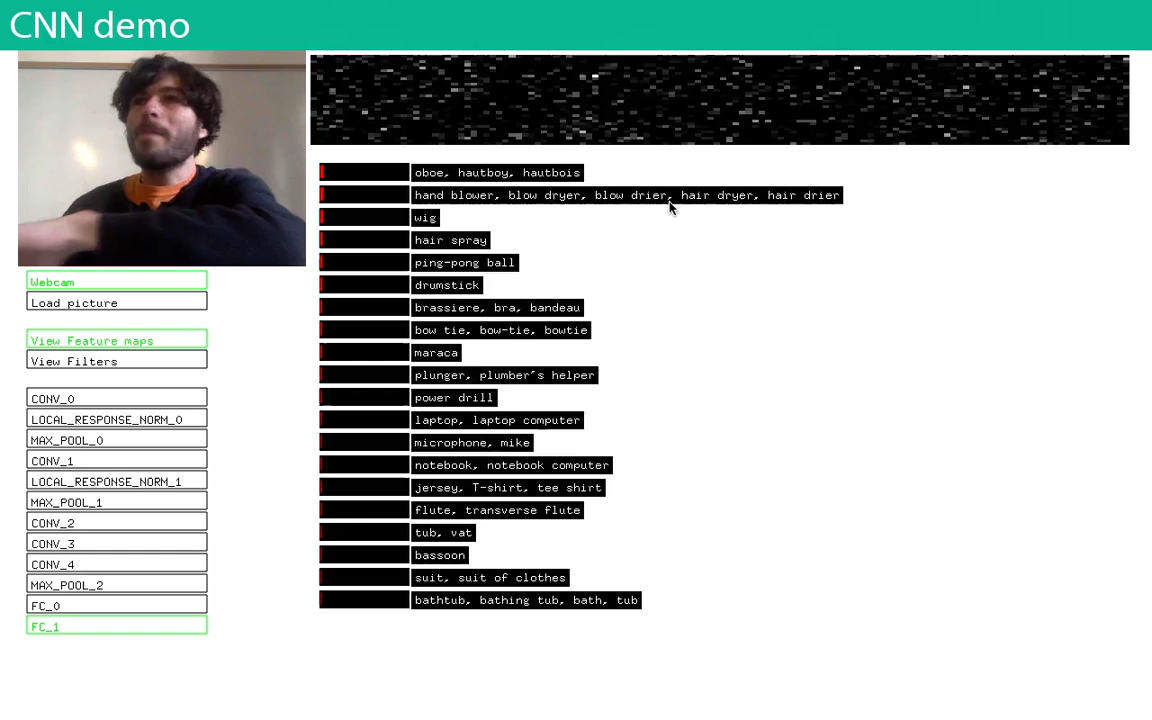 CNN demo
oboe, hautboy, hautbois
hand blower, blow dryer, blow drier, hair dryer, hair drier
wig
hair spray
ping-pong ball
drumstick
brassiere, bra, bandeau
bow tie, bow-tie, bowtie
maraca
plunger, plumber's helper
power drill
laptop, laptop computer
microphone, mike
notebook, notebook computer
jersey, T-shirt, tee shirt
flute, transverse flute
tub, vat
bassoon
suit, suit of clothes
bathtub, bathing tub, bath, tub
Webcam
Load picture
View Feature maps
View Filters
CONV_0
LOCAL_RESPONSE_NORM_0
MAX_POOL_0
CONV_1
LOCAL_RESPONSE_NORM_1
MAX_POOL_1
CONV_2
CONV_3
CONV_4
MAX_POOL_2
FC_0
FC_1